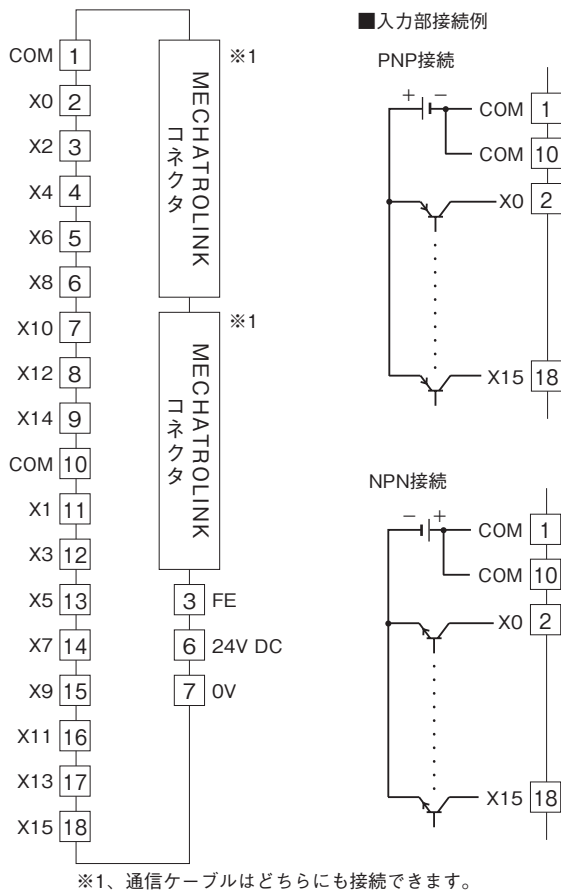 COM 1
X0 2
X2 3
X4 4
X6 5
X8 6
X10 7
X12 8
X14 9
COM 10
X1 11
X3 12
X5 13
X7 14
X9 15
X11 16
X13 17
X15 18
MECHATROLINK
コネクタ
※1
MECHATROLINK
コネクタ
※1
3 FE
6 24V DC
7 0V
■入力部接続例
PNP接続
+ −
COM 1
COM 10
X0 2
X15 18
NPN接続
− +
COM 1
COM 10
X0 2
X15 18
※1、通信ケーブルはどちらにも接続できます。